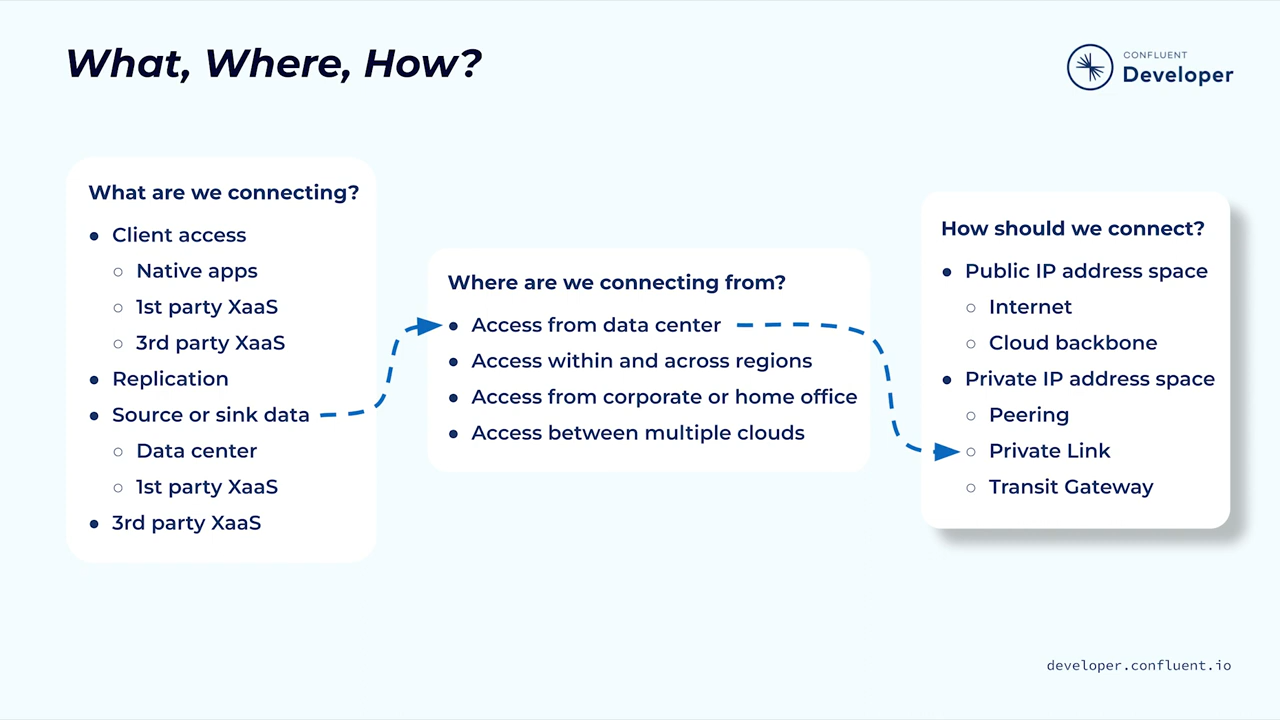 What, Where, How?
CONFLUENT
Developer
What are we connecting?
● Client access
○ Native apps
○ 1st party XaaS
○ 3rd party XaaS
● Replication
● Source or sink data
○ Data center
○ 1st party XaaS
● 3rd party XaaS
Where are we connecting from?
● Access from data center
● Access within and across regions
● Access from corporate or home office
● Access between multiple clouds
How should we connect?
● Public IP address space
○ Internet
○ Cloud backbone
● Private IP address space
○ Peering
○ Private Link
○ Transit Gateway
developer.confluent.io